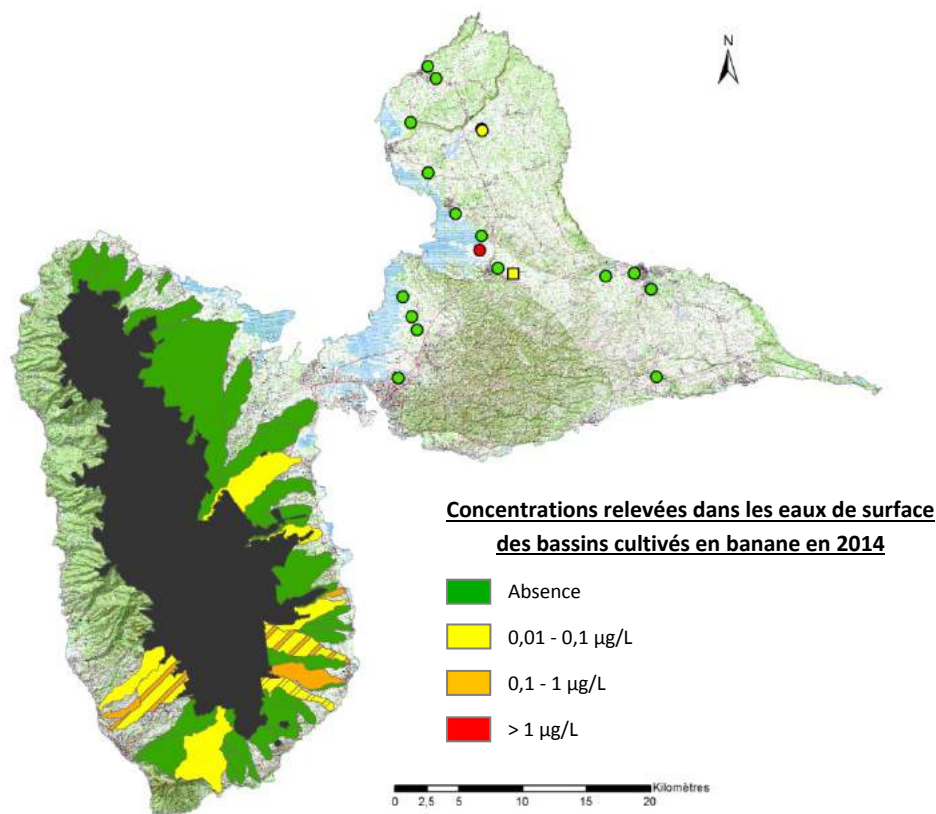 N
Concentrations relevées dans les eaux de surface
des bassins cultivés en banane en 2014
Absence
0,01 - 0,1 µg/L
0,1 - 1 µg/L
> 1 µg/L
Kilomètres
0 2,5 5 10 15 20